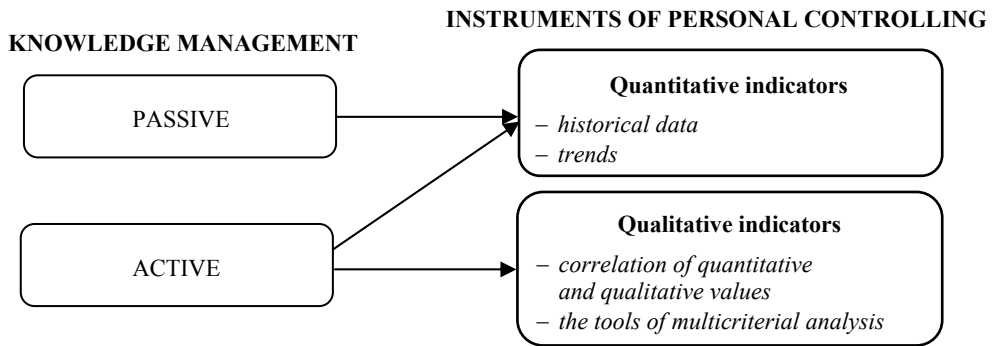 INSTRUMENTS OF PERSONAL CONTROLLING
KNOWLEDGE MANAGEMENT
PASSIVE
Quantitative indicators
– historical data
– trends
ACTIVE
Qualitative indicators
– correlation of quantitative
and qualitative values
– the tools of multicriterial analysis